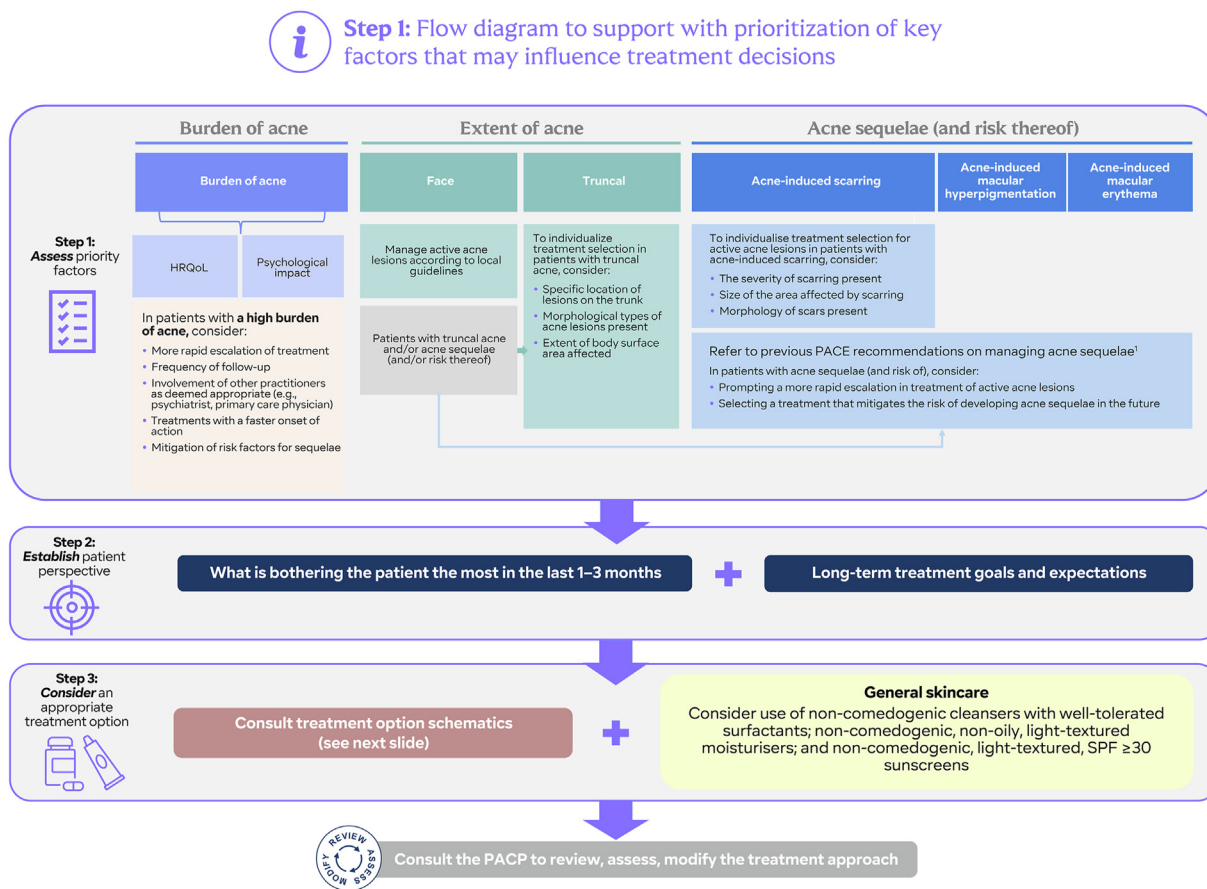 i
Step 1: Flow diagram to support with prioritization of key
factors that may influence treatment decisions
Burden of acne
Extent of acne
Acne sequelae (and risk thereof)
Burden of acne
Face
Truncal
Acne-induced scarring
Acne-induced
macular
hyperpigmentation
Acne-induced
macular
erythema
Step 1:
Assess priority
factors
HRQoL
Psychological
impact
In patients with a high burden
of acne, consider:
• More rapid escalation of treatment
• Frequency of follow-up
• Involvement of other practitioners
as deemed appropriate (e.g.,
psychiatrist, primary care physician)
• Treatments with a faster onset of
action
• Mitigation of risk factors for sequelae
Manage active acne
lesions according to local
guidelines
Patients with truncal acne
and/or acne sequelae
(and/or risk thereof)
To individualize
treatment selection in
patients with truncal
acne, consider:
• Specific location of
lesions on the trunk
• Morphological types of
acne lesions present
• Extent of body surface
area affected
To individualise treatment selection for
active acne lesions in patients with
acne-induced scarring, consider:
• The severity of scarring present
• Size of the area affected by scarring
• Morphology of scars present
Refer to previous PACE recommendations on managing acne sequelae¹
In patients with acne sequelae (and risk of), consider:
• Prompting a more rapid escalation in treatment of active acne lesions
• Selecting a treatment that mitigates the risk of developing acne sequelae in the future
Step 2:
Establish patient
perspective
What is bothering the patient the most in the last 1–3 months
+
Long-term treatment goals and expectations
Step 3:
Consider an
appropriate
treatment option
Consult treatment option schematics
(see next slide)
+
General skincare
Consider use of non-comedogenic cleansers with well-tolerated
surfactants; non-comedogenic, non-oily, light-textured
moisturisers; and non-comedogenic, light-textured, SPF ≥30
sunscreens
REVIEW ASSESS MODIFY
Consult the PACP to review, assess, modify the treatment approach